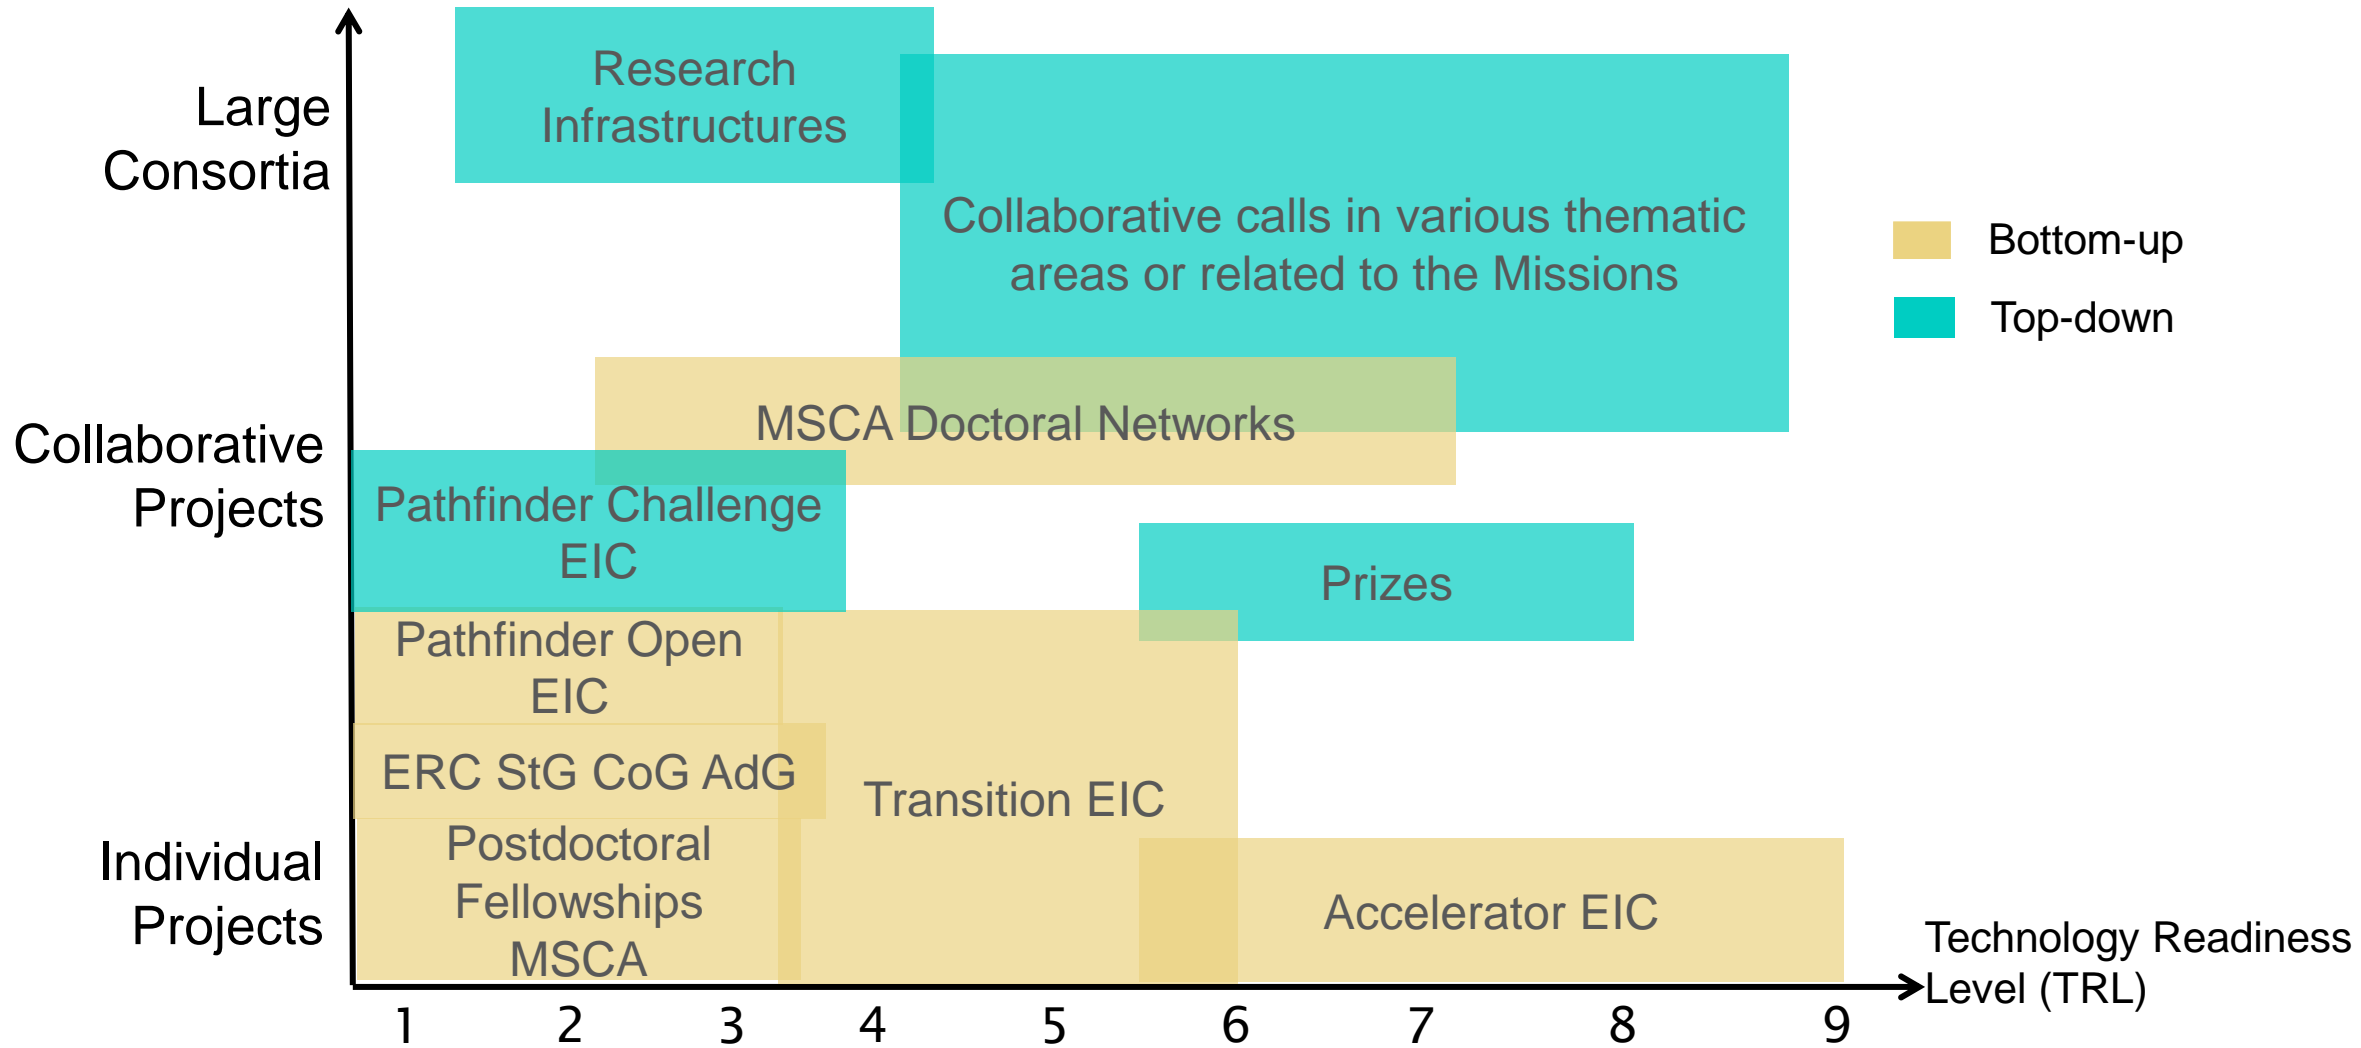 Large
Consortia
Research
Infrastructures
Collaborative calls in various thematic
areas or related to the Missions
Bottom-up
Top-down
Collaborative
Projects
MSCA Doctoral Networks
Pathfinder Challenge
EIC
Prizes
Pathfinder Open
EIC
ERC StG CoG AdG
Transition EIC
Individual
Projects
Postdoctoral
Fellowships
MSCA
Accelerator EIC
Technology Readiness
Level (TRL)
1 2 3 4 5 6 7 8 9